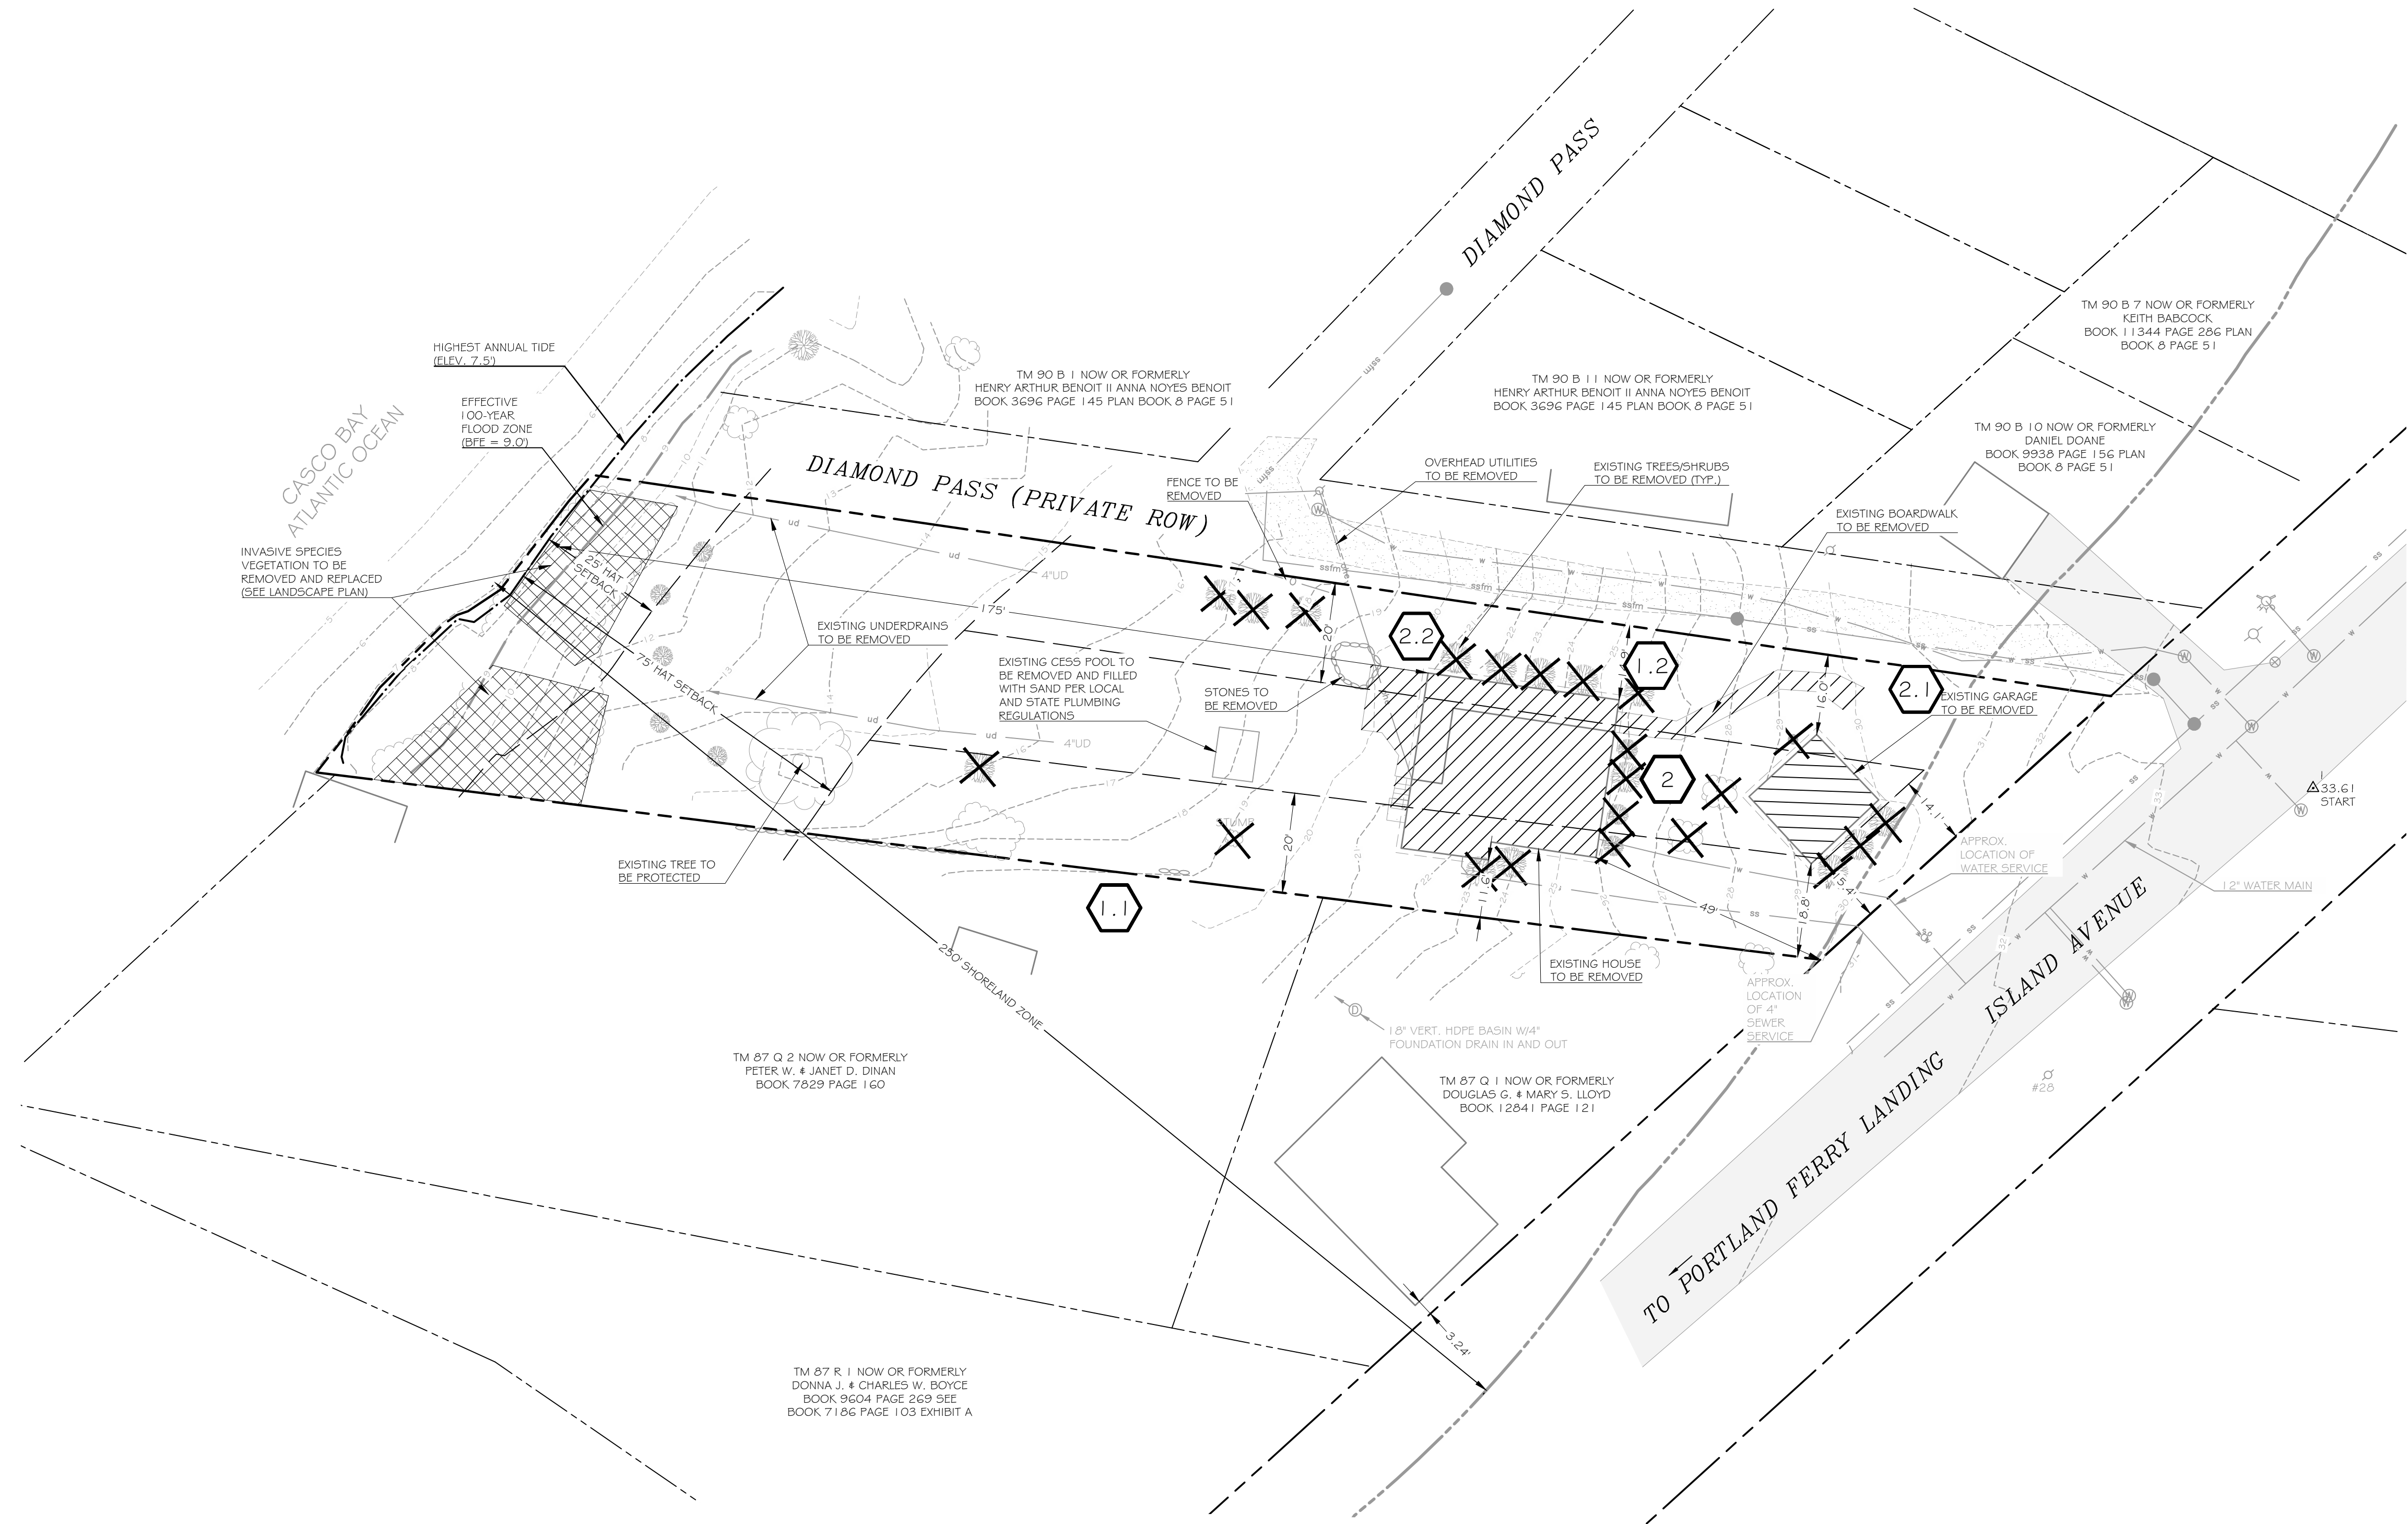 DIAMOND PASS
TM 90 B 7 NOW OR FORMERLY
KEITH BABCOCK
BOOK 11344 PAGE 286 PLAN
BOOK 8 PAGE 51
HIGHEST ANNUAL TIDE
(ELEV. 7.5')
EFFECTIVE
100-YEAR
FLOOD ZONE
(BFE = 9.0')
CASCO BAY
ATLANTIC OCEAN
TM 90 B 1 NOW OR FORMERLY
HENRY ARTHUR BENOIT II ANNA NOYES BENOIT
BOOK 3696 PAGE 145 PLAN BOOK 8 PAGE 51
TM 90 B 11 NOW OR FORMERLY
HENRY ARTHUR BENOIT II ANNA NOYES BENOIT
BOOK 3696 PAGE 145 PLAN BOOK 8 PAGE 51
TM 90 B 10 NOW OR FORMERLY
DANIEL DOANE
BOOK 9938 PAGE 156 PLAN
BOOK 8 PAGE 51
DIAMOND PASS (PRIVATE ROW)
FENCE TO BE
REMOVED
OVERHEAD UTILITIES
TO BE REMOVED
EXISTING TREES/SHRUBS
TO BE REMOVED (TYP.)
EXISTING BOARDWALK
TO BE REMOVED
INVASIVE SPECIES
VEGETATION TO BE
REMOVED AND REPLACED
(SEE LANDSCAPE PLAN)
25' HAT
SETBACK
75' HAT SETBACK
175'
4"UD
EXISTING UNDERDRAINS
TO BE REMOVED
EXISTING CESS POOL TO
BE REMOVED AND FILLED
WITH SAND PER LOCAL
AND STATE PLUMBING
REGULATIONS
STONES TO
BE REMOVED
20'
2.2
1.2
2.1
16.0'
EXISTING GARAGE
TO BE REMOVED
4"UD
2
14.1'
33.61
START
STUMP
20'
EXISTING TREE TO
BE PROTECTED
1.1
49'
18.8'
15.4'
APPROX.
LOCATION OF
WATER SERVICE
12" WATER MAIN
EXISTING HOUSE
TO BE REMOVED
APPROX.
LOCATION
OF 4"
SEWER
SERVICE
250' SHORELAND ZONE
18" VERT. HDPE BASIN W/4"
FOUNDATION DRAIN IN AND OUT
ISLAND AVENUE
TO PORTLAND FERRY LANDING
#28
TM 87 Q 2 NOW OR FORMERLY
PETER W. & JANET D. DINAN
BOOK 7829 PAGE 160
TM 87 Q 1 NOW OR FORMERLY
DOUGLAS G. & MARY S. LLOYD
BOOK 12841 PAGE 121
3.24'
TM 87 R 1 NOW OR FORMERLY
DONNA J. & CHARLES W. BOYCE
BOOK 9604 PAGE 269 SEE
BOOK 7186 PAGE 103 EXHIBIT A